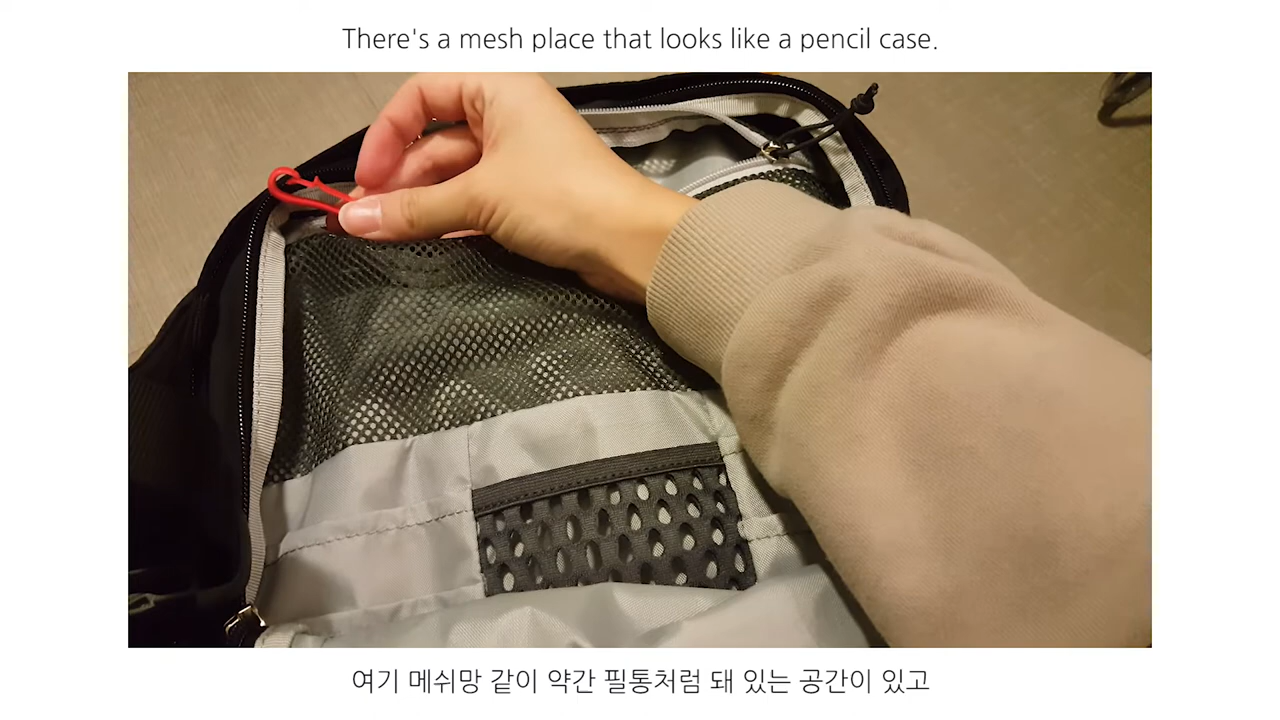 There's a mesh place that looks like a pencil case.
여기 메쉬망 같이 약간 필통처럼 돼 있는 공간이 있고